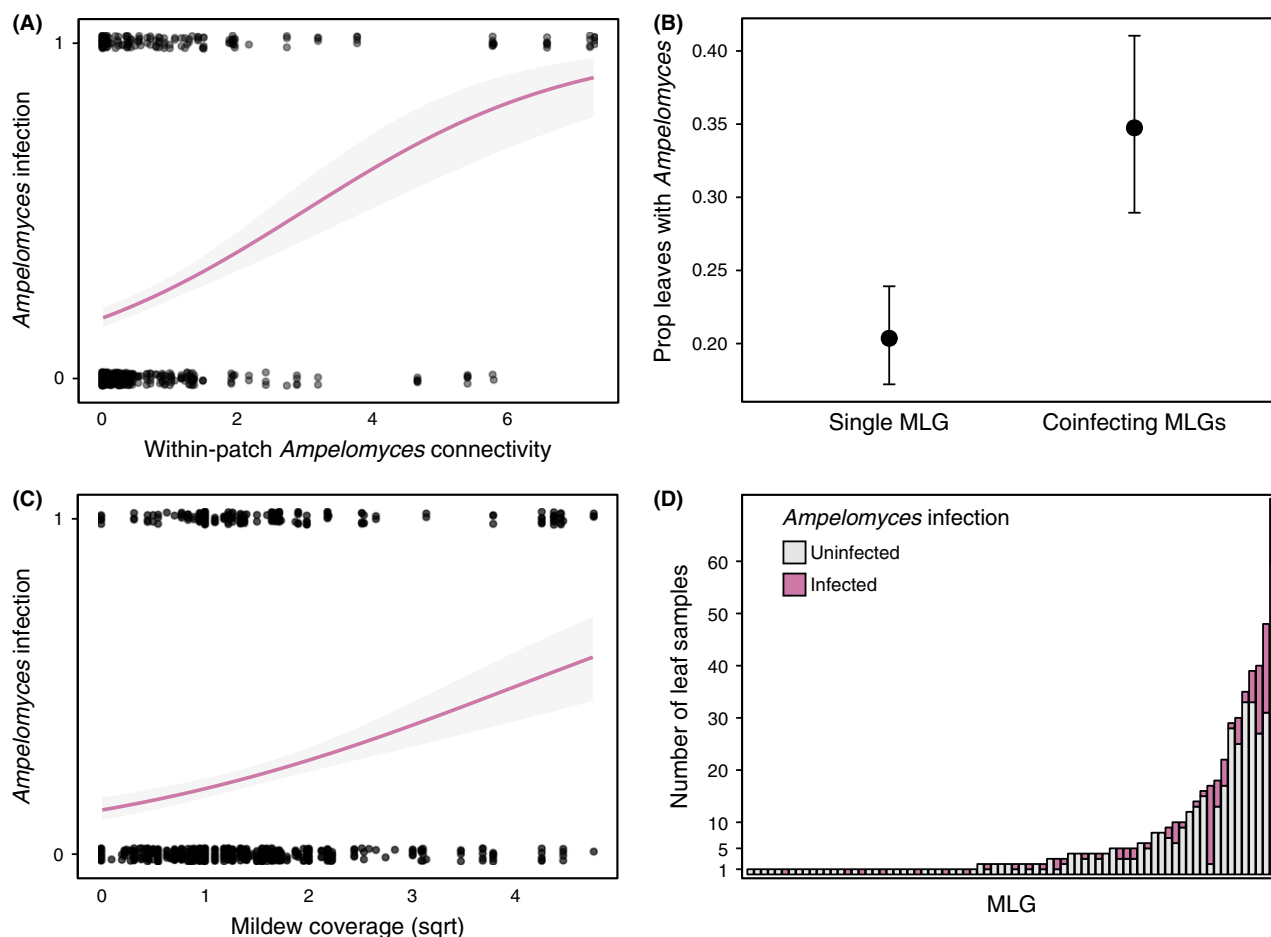 (A)
1
0
Ampelomyces infection
0 2 4 6
Within-patch Ampelomyces connectivity
(B)
0.40
0.35
0.30
0.25
0.20
Prop leaves with Ampelomyces
Single MLG Coinfecting MLGs
(C)
1
0
Ampelomyces infection
0 1 2 3 4
Mildew coverage (sqrt)
(D)
Ampelomyces infection
Uninfected
Infected
60
50
40
30
20
10
5
1
Number of leaf samples
MLG